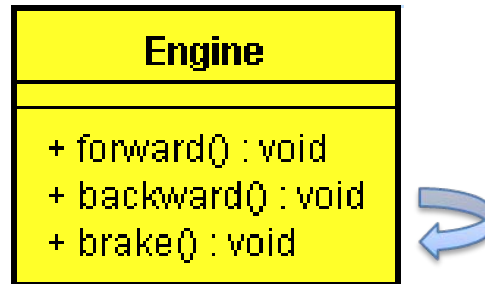 Engine
+ forward() : void
+ backward() : void
+ brake() : void